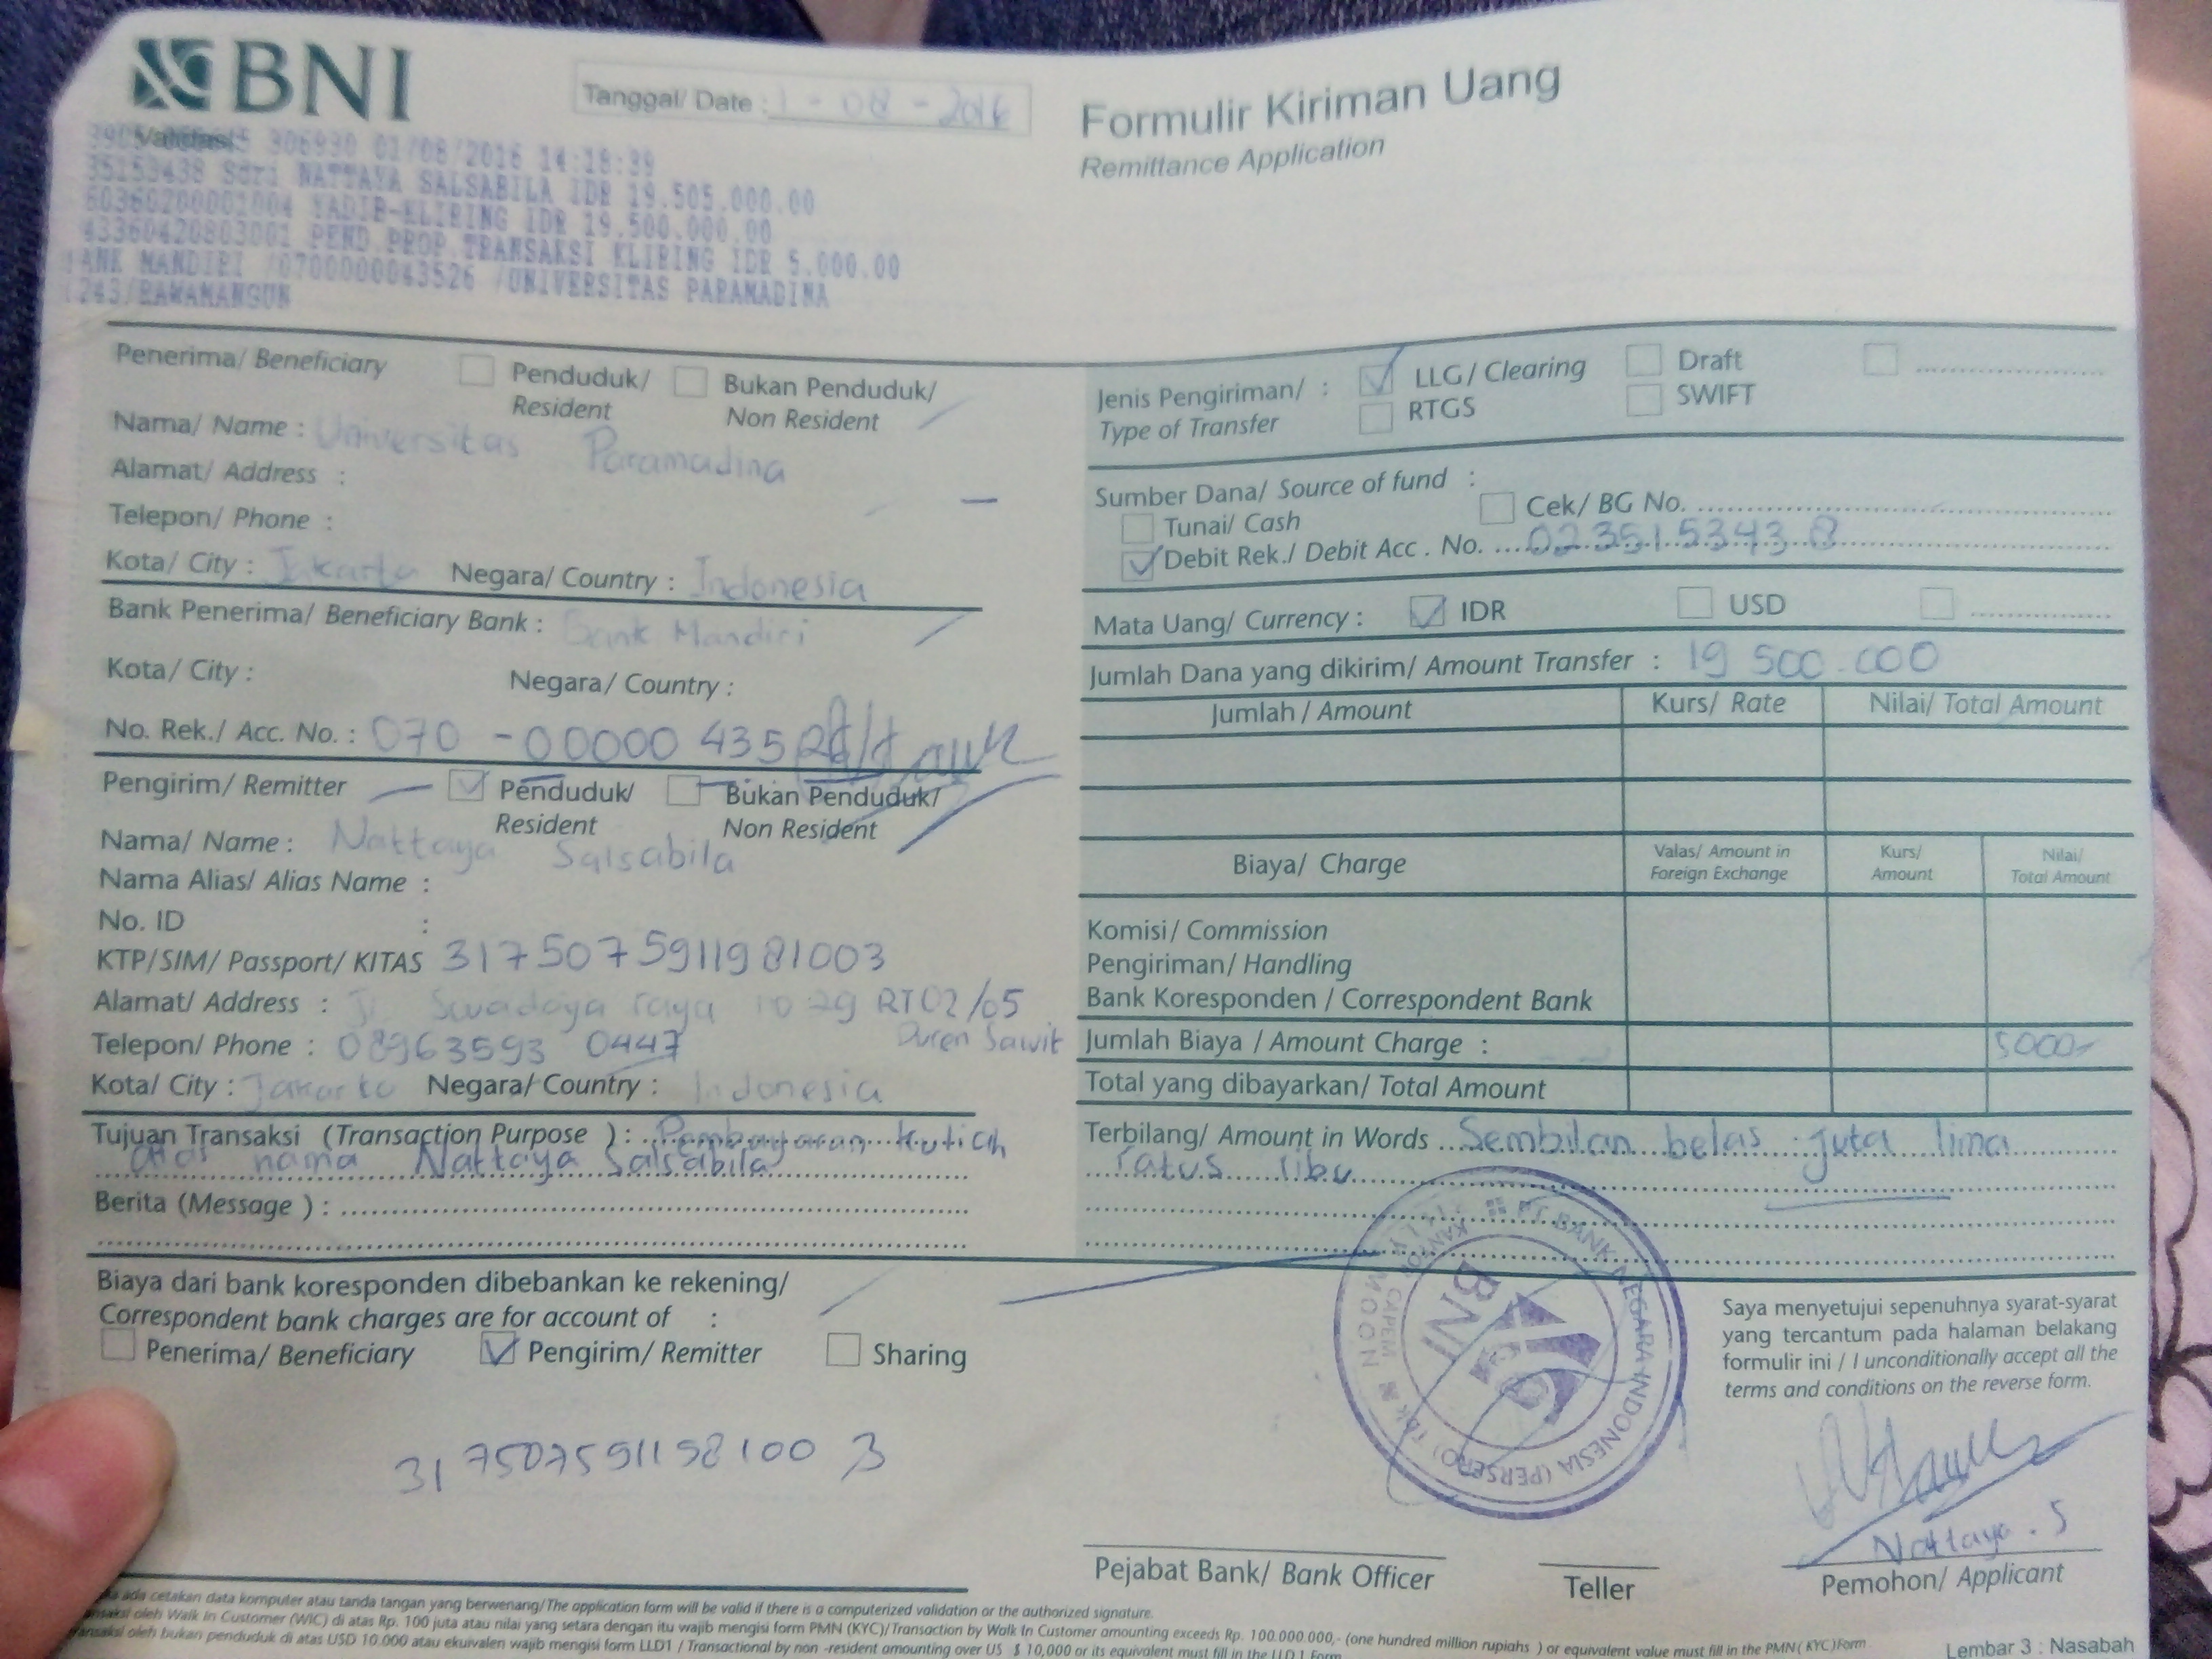 BNI
Tanggal/ Date : 1 - 08 - 2016
Formulir Kiriman Uang
Remittance Application
Validasi
306930 01/08/2016 14:18:39
35153438 Sdri NATTAYA SALSABILA IDR 19.505.000.00
60360200001004 YADIB-KLIRING IDR 19.500.000.00
43360420803001 PEND.PROP.TRANSAKSI KLIRING IDR 5.000.00
BANK MANDIRI /0700000043526 /UNIVERSITAS PARAMADINA
1243/RAWAMANGUN
Penerima/ Beneficiary
Penduduk/ Resident
Bukan Penduduk/ Non Resident
Nama/ Name : Universitas Paramadina
Alamat/ Address :
Telepon/ Phone :
Kota/ City : Jakarta Negara/ Country : Indonesia
Bank Penerima/ Beneficiary Bank : Bank Mandiri
Kota/ City : Negara/ Country :
No. Rek./ Acc. No. : 070 - 00000 43526
Pengirim/ Remitter
Penduduk/ Resident
Bukan Penduduk/ Non Resident
Nama/ Name : Nattaya Salsabila
Nama Alias/ Alias Name :
No. ID :
KTP/SIM/ Passport/ KITAS 3175075911981003
Alamat/ Address : Jl Swadaya raya no 29 RT02/05
Duren Sawit
Telepon/ Phone : 08963593 0447
Kota/ City : Jakarta Negara/ Country : Indonesia
Tujuan Transaksi (Transaction Purpose ) : Pembayaran kuliah
atas nama Nattaya Salsabila
Berita (Message ) :
Biaya dari bank koresponden dibebankan ke rekening/
Correspondent bank charges are for account of :
Penerima/ Beneficiary
Pengirim/ Remitter
Sharing
3175075911981003
Jenis Pengiriman/ :
Type of Transfer
LLG/ Clearing
Draft
RTGS
SWIFT
Sumber Dana/ Source of fund :
Tunai/ Cash
Cek/ BG No.
Debit Rek./ Debit Acc . No. 0235153438
Mata Uang/ Currency : IDR USD
Jumlah Dana yang dikirim/ Amount Transfer : 19 500.000
Jumlah / Amount Kurs/ Rate Nilai/ Total Amount
Biaya/ Charge
Valas/ Amount in Foreign Exchange
Kurs/ Amount
Nilai/ Total Amount
Komisi/ Commission
Pengiriman/ Handling
Bank Koresponden / Correspondent Bank
Jumlah Biaya / Amount Charge : 5000
Total yang dibayarkan/ Total Amount
Terbilang/ Amount in Words Sembilan belas juta lima
ratus ribu
PT BANK NEGARA INDONESIA (PERSERO) Tbk
BNI
KANTOR CAPEM
Saya menyetujui sepenuhnya syarat-syarat
yang tercantum pada halaman belakang
formulir ini / I unconditionally accept all the
terms and conditions on the reverse form.
Nattaya . S
Pejabat Bank/ Bank Officer
Teller
Pemohon/ Applicant
ada cetakan data komputer atau tanda tangan yang berwenang/The application form will be valid if there is a computerized validation or the authorized signature.
oleh Walk In Customer (WIC) di atas Rp. 100 juta atau nilai yang setara dengan itu wajib mengisi form PMN (KYC)/Transaction by Walk In Customer amounting exceeds Rp. 100.000.000,- (one hundred million rupiahs ) or equivalent value must fill in the PMN( KYC)Form
oleh bukan penduduk di atas USD 10.000 atau ekuivalen wajib mengisi form LLD1 / Transactional by non -resident amounting over US $ 10,000 or its equivalent must fill in the LLD 1 Form
Lembar 3 : Nasabah